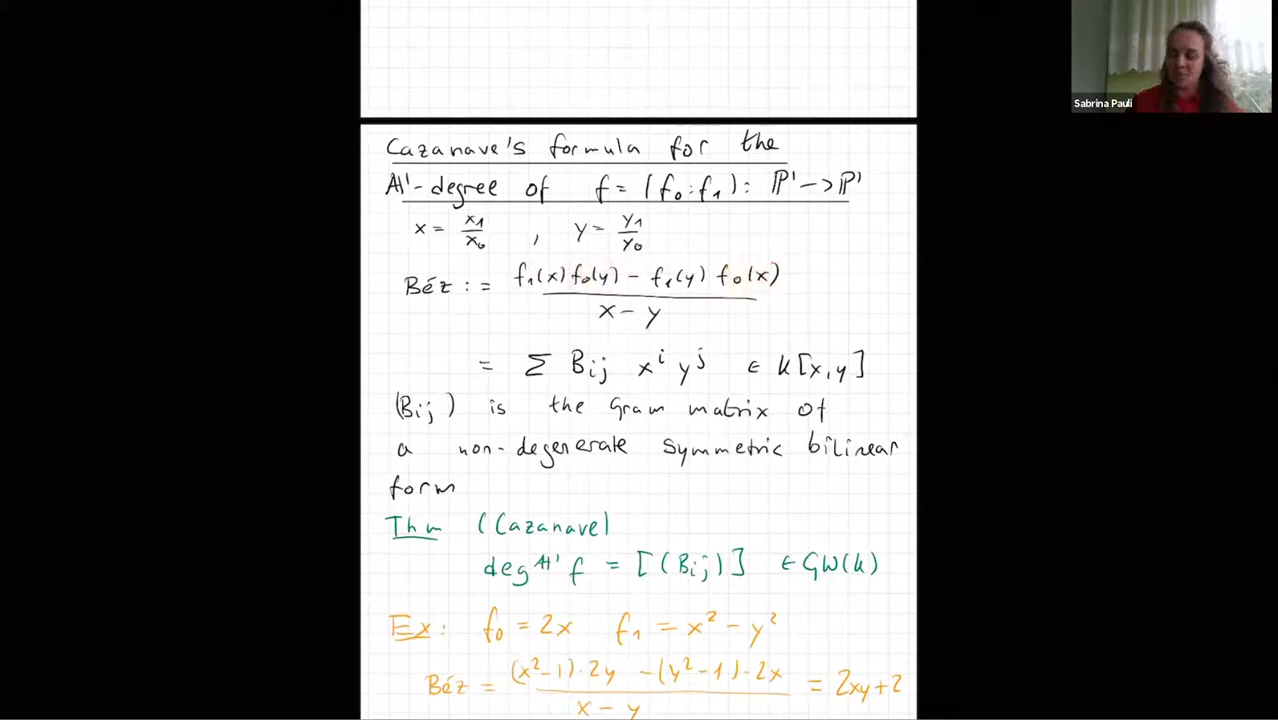 Sabrina Pauli
Cazanave's formula for the
A¹-degree of f = (f₀:f₁): ℙ¹ -> ℙ¹
x = x₁/x₀ , y = y₁/y₀
Béz := (f₁(x) f₀(y) - f₁(y) f₀(x)) / (x - y)
= Σ Bij xⁱ yʲ ∈ k[x,y]
(Bij) is the Gram matrix of
a non-degenerate symmetric bilinear
form
Thm (Cazanave)
deg^A¹ f = [(Bij)] ∈ GW(k)
Ex: f₀ = 2x f₁ = x² - y²
Béz = ((x²-1)·2y - (y²-1)·2x) / (x - y) = 2xy+2